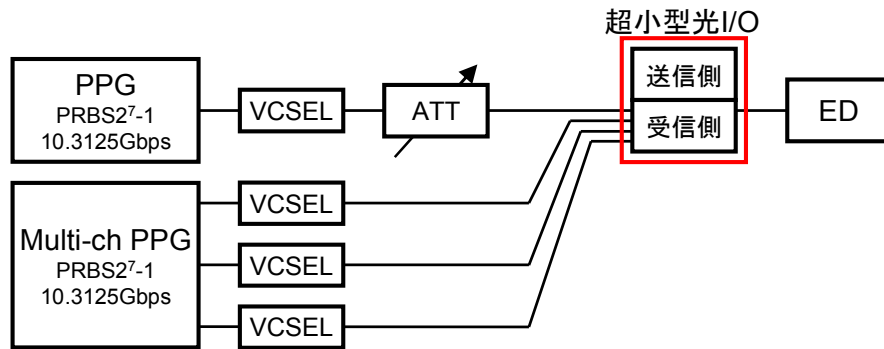 超小型光I/O
PPG
PRBS2⁷-1
10.3125Gbps
VCSEL
ATT
送信側
受信側
ED
Multi-ch PPG
PRBS2⁷-1
10.3125Gbps
VCSEL
VCSEL
VCSEL